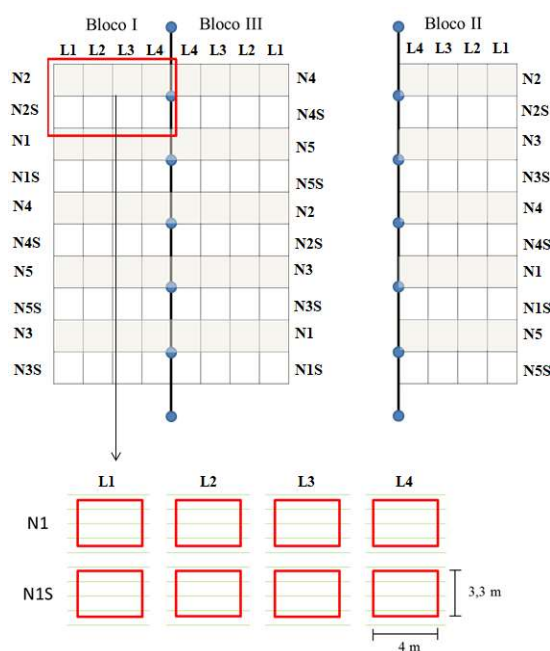 Bloco I Bloco III Bloco II
L1 L2 L3 L4 L4 L3 L2 L1 L4 L3 L2 L1
N2 N4 N2
N2S N4S N2S
N1 N5 N3
N1S N5S N3S
N4 N2 N4
N4S N2S N4S
N5 N3 N1
N5S N3S N1S
N3 N1 N5
N3S N1S N5S
L1 L2 L3 L4
N1
N1S 3,3 m
4 m